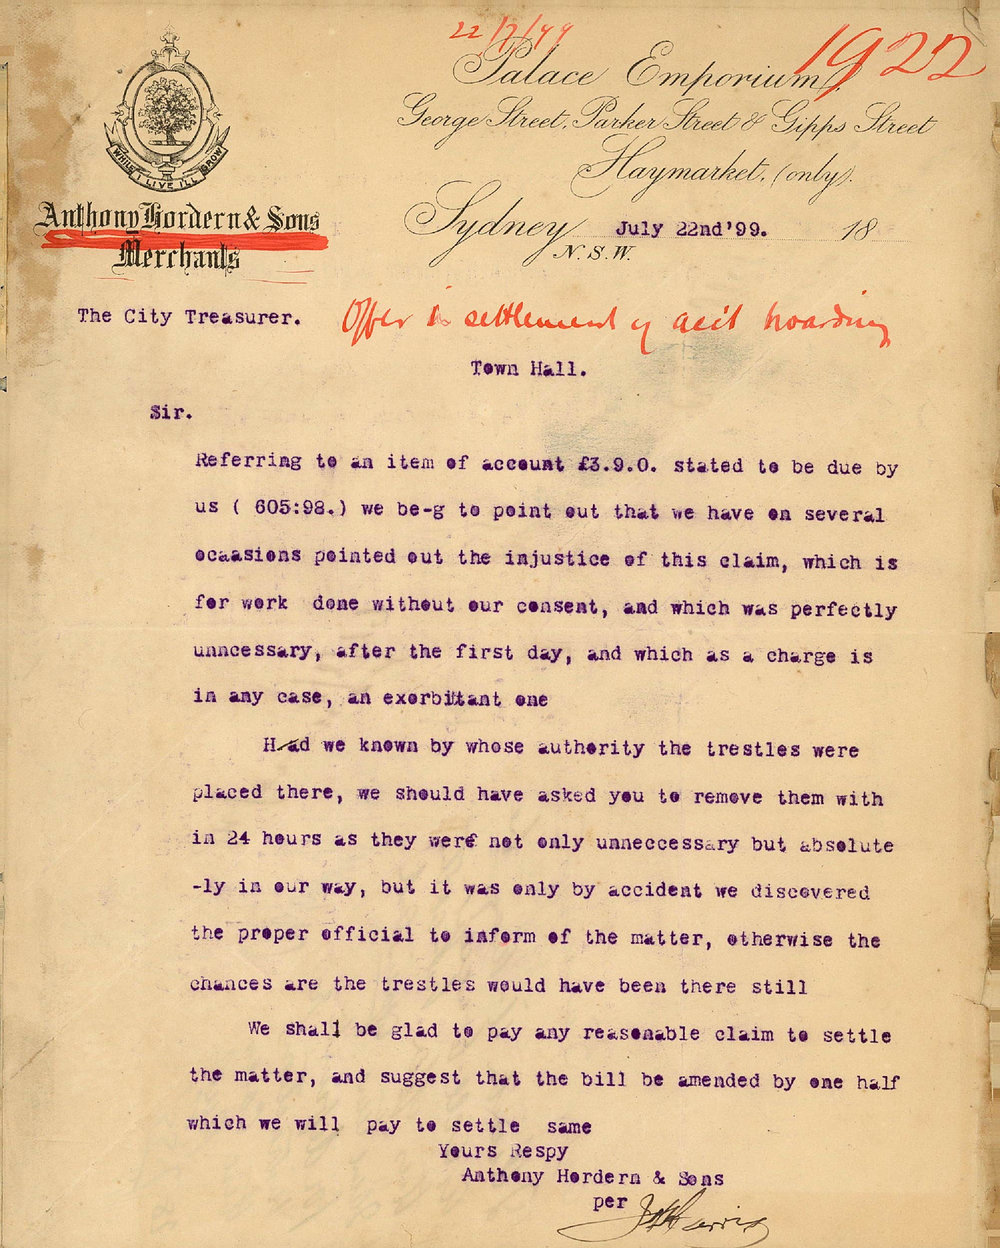 22/7/99
1922
Palace Emporium,
George Street, Parker Street & Gipps Street
Haymarket, (only).
WHILE I LIVE ILL GROW
Anthony Hordern & Sons
Merchants
Sydney July 22nd'99. 18
N.S.W.
The City Treasurer.
Offer in settlement of acct hoarding
Town Hall.
Sir.
Referring to an item of account £3.9.0. stated to be due by
us ( 605:98.) we be-g to point out that we have on several
ocaasions pointed out the injustice of this claim, which is
for work done without our consent, and which was perfectly
unncessary, after the first day, and which as a charge is
in any case, an exorbittant one
Had we known by whose authority the trestles were
placed there, we should have asked you to remove them with
in 24 hours as they were not only unneccessary but absolute
-ly in our way, but it was only by accident we discovered
the proper official to inform of the matter, otherwise the
chances are the trestles would have been there still
We shall be glad to pay any reasonable claim to settle
the matter, and suggest that the bill be amended by one half
which we will pay to settle same
Yours Respy
Anthony Hordern & Sons
per